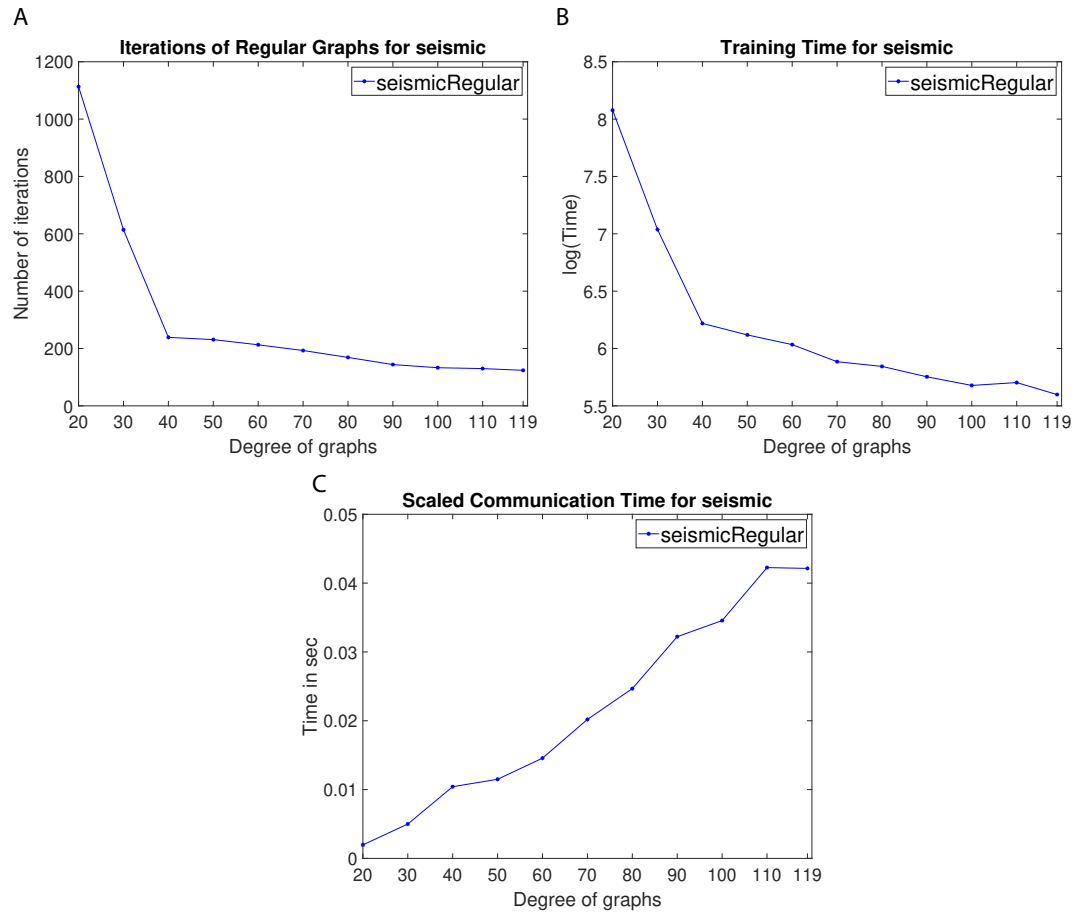 A
Iterations of Regular Graphs for seismic
1200
1000
800
600
400
200
0
Number of iterations
seismicRegular
20 30 40 50 60 70 80 90 100 110 119
Degree of graphs
B
Training Time for seismic
8.5
8
7.5
7
6.5
6
5.5
log(Time)
seismicRegular
20 30 40 50 60 70 80 90 100 110 119
Degree of graphs
C
Scaled Communication Time for seismic
0.05
0.04
0.03
0.02
0.01
0
Time in sec
seismicRegular
20 30 40 50 60 70 80 90 100 110 119
Degree of graphs